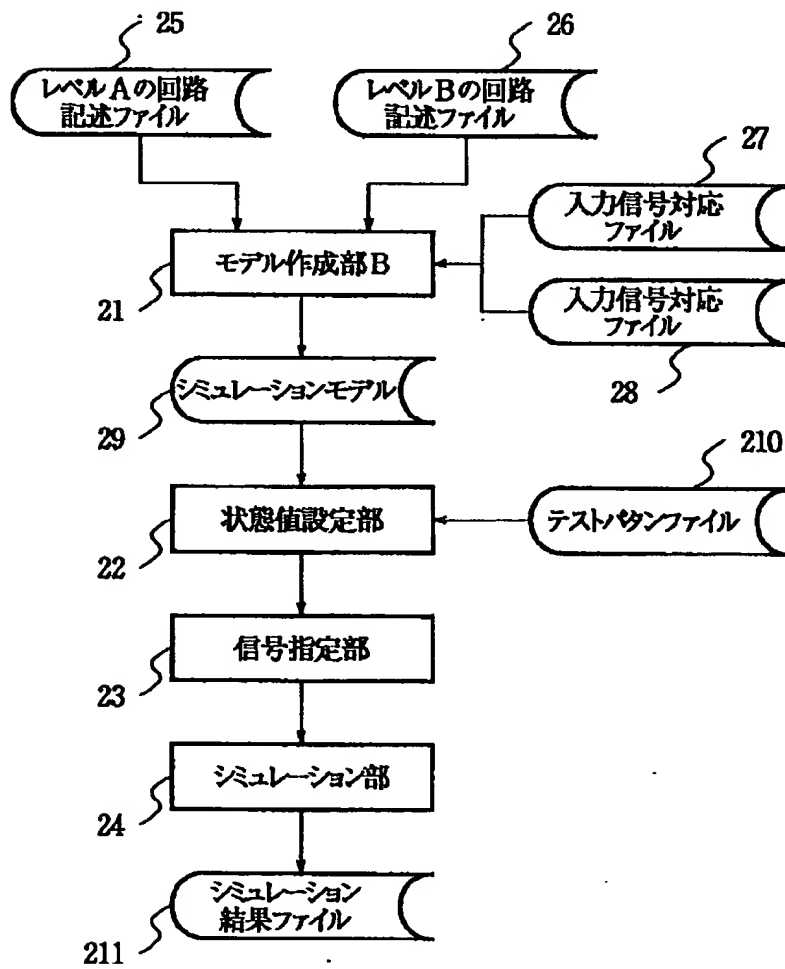 25
26
レベルAの回路
記述ファイル
レベルBの回路
記述ファイル
27
入力信号対応
ファイル
モデル作成部B
21
入力信号対応
ファイル
28
シミュレーションモデル
29
210
状態値設定部
テストパタンファイル
22
信号指定部
23
シミュレーション部
24
シミュレーション
結果ファイル
211